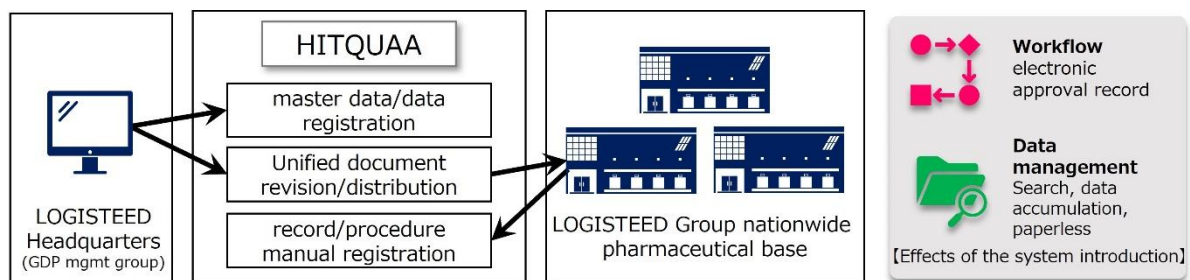 LOGISTEED
Headquarters
(GDP mgmt group)
HITQUAA
master data/data
registration
Unified document
revision/distribution
record/procedure
manual registration
LOGISTEED Group nationwide
pharmaceutical base
Workflow
electronic
approval record
Data
management
Search, data
accumulation,
paperless
【Effects of the system introduction】